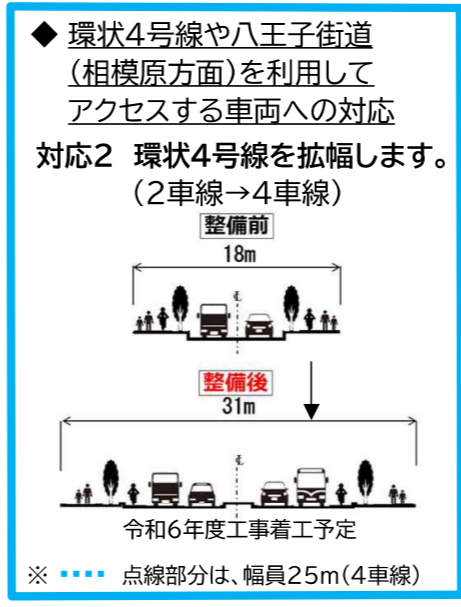 ◆ 環状4号線や八王子街道
(相模原方面)を利用して
アクセスする車両への対応
対応2 環状4号線を拡幅します。
(2車線→4車線)
整備前
18m
℄
整備後
31m
℄
令和6年度工事着工予定
※ 点線部分は、幅員25m(4車線)